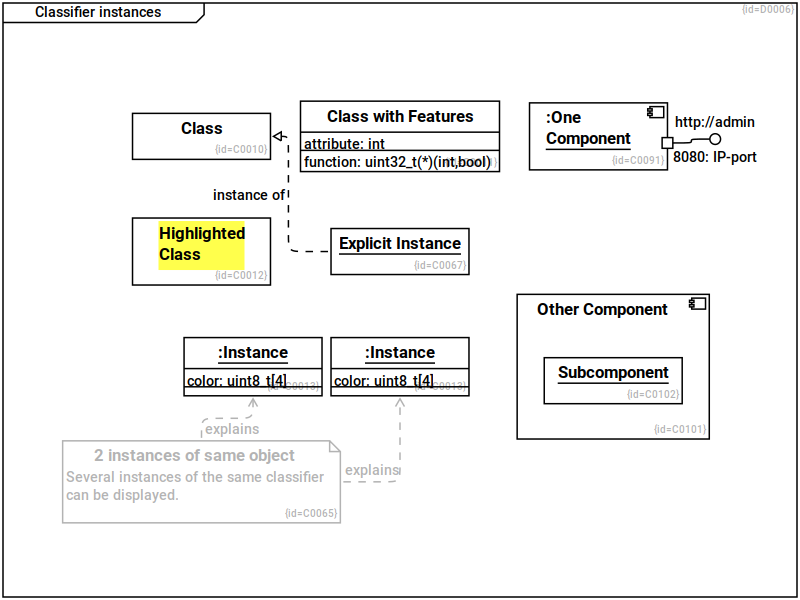 Classifier instances
{id=D0006}
Class
{id=C0010}
Class with Features
attribute: int
function: uint32_t(*)(int,bool)
:One
Component
{id=C0091}
http://admin
8080: IP-port
instance of
Highlighted
Class
{id=C0012}
Explicit Instance
{id=C0067}
Other Component
Subcomponent
{id=C0102}
{id=C0101}
:Instance
color: uint8_t[4]
{id=C0013}
:Instance
color: uint8_t[4]
{id=C0013}
explains
explains
2 instances of same object
Several instances of the same classifier
can be displayed.
{id=C0065}